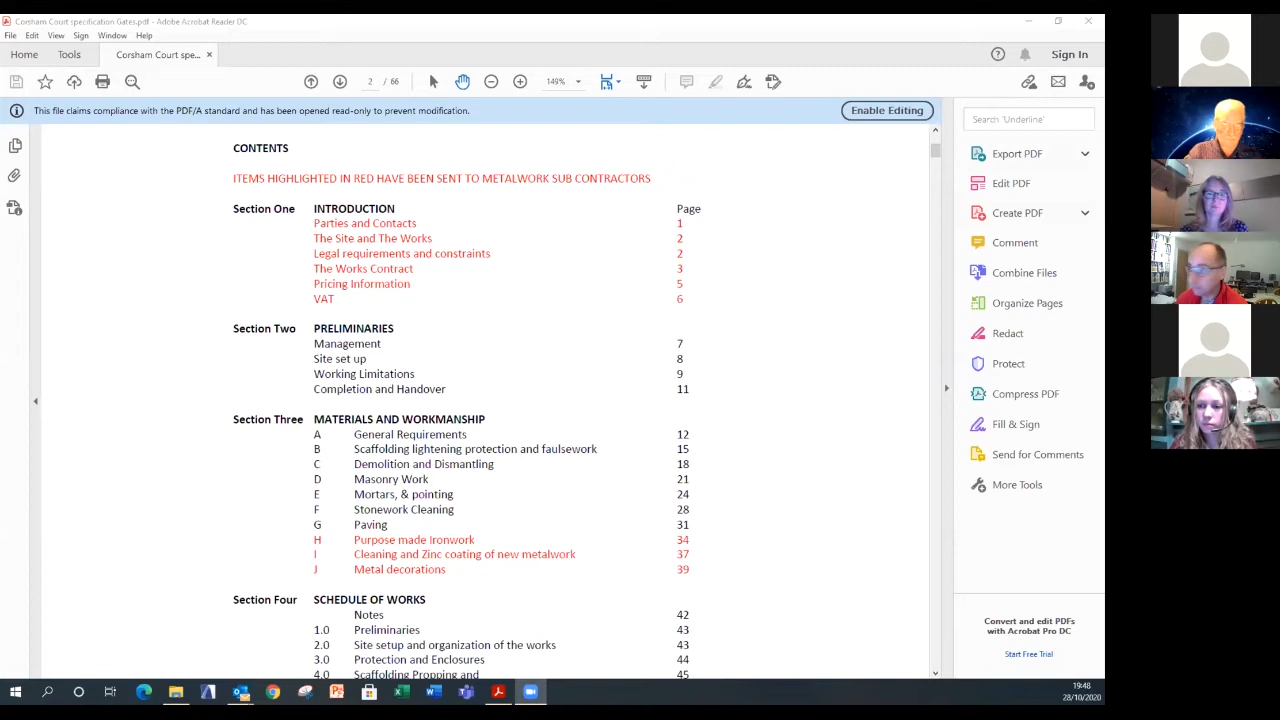 Corsham Court specification Gates.pdf - Adobe Acrobat Reader DC
File Edit View Sign Window Help
Home Tools Corsham Court spe... × Sign In
2 / 66 149%
This file claims compliance with the PDF/A standard and has been opened read-only to prevent modification. Enable Editing
CONTENTS
ITEMS HIGHLIGHTED IN RED HAVE BEEN SENT TO METALWORK SUB CONTRACTORS
Section One INTRODUCTION Page
Parties and Contacts 1
The Site and The Works 2
Legal requirements and constraints 2
The Works Contract 3
Pricing Information 5
VAT 6
Section Two PRELIMINARIES
Management 7
Site set up 8
Working Limitations 9
Completion and Handover 11
Section Three MATERIALS AND WORKMANSHIP
A General Requirements 12
B Scaffolding lightening protection and faulsework 15
C Demolition and Dismantling 18
D Masonry Work 21
E Mortars, & pointing 24
F Stonework Cleaning 28
G Paving 31
H Purpose made Ironwork 34
I Cleaning and Zinc coating of new metalwork 37
J Metal decorations 39
Section Four SCHEDULE OF WORKS
Notes 42
1.0 Preliminaries 43
2.0 Site setup and organization of the works 43
3.0 Protection and Enclosures 44
4.0 Scaffolding Propping and 45
Search 'Underline'
Export PDF
Edit PDF
Create PDF
Comment
Combine Files
Organize Pages
Redact
Protect
Compress PDF
Fill & Sign
Send for Comments
More Tools
Convert and edit PDFs
with Acrobat Pro DC
Start Free Trial
19:48
28/10/2020